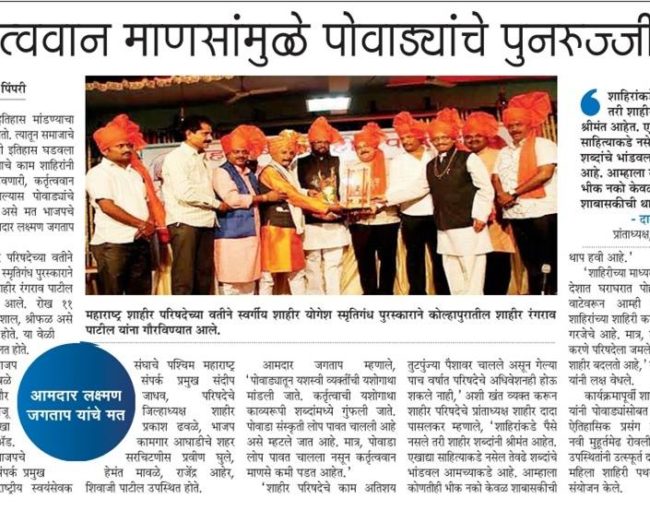 त्ववान माणसांमुळे पोवाड्यांचे पुनरुज्जी
पिंपरी
इतिहास मांडण्याचा
तो. त्यातून समाजाचे
ी इतिहास घडवला
ाचे काम शाहिरांनी
वणारी, कर्तृत्ववान
ल्यास पोवाड्यांचे
असे मत भाजपचे
दार लक्ष्मण जगताप
परिषदेच्या वतीने
स्मृतिगंध पुरस्काराने
हीर रंगराव पाटील
आले. रोख ११
शाल, श्रीफळ असे
होते. या वेळी
त होते.
महाराष्ट्र शाहीर परिषदेच्या वतीने स्वर्गीय शाहीर योगेश स्मृतिगंध पुरस्काराने कोल्हापुरातील शाहीर रंगराव
पाटील यांना गौरविण्यात आले.
आमदार लक्ष्मण
जगताप यांचे मत
ाजप
वळे
ीर
जू
अॅड.
ाजपचे
पर्क प्रमुख
ाष्ट्रीय स्वयंसेवक
संघाचे पश्चिम महाराष्ट्र
संपर्क प्रमुख संदीप
जाधव, परिषदेचे
जिल्हाध्यक्ष शाहीर
प्रकाश ढवळे, भाजप
कामगार आघाडीचे शहर
सरचिटणीस प्रवीण घुले,
हेमंत मावळे, राजेंद्र आहेर,
शिवाजी पाटील उपस्थित होते.
आमदार जगताप म्हणाले,
'पोवाड्यातून यशस्वी व्यक्तींची यशोगाथा
मांडली जाते. कर्तृत्वाची यशोगाथा
काव्यरूपी शब्दांमध्ये गुंफली जाते.
पोवाडा संस्कृती लोप पावत चालली आहे
असे म्हटले जात आहे. मात्र, पोवाडा
लोप पावत चालला नसून कर्तृत्ववान
माणसे कमी पडत आहेत.'
'शाहीर परिषदेचे काम अतिशय
तुटपुंज्या पैशावर चालले असून गेल्या
पाच वर्षात परिषदेचे अधिवेशनही होऊ
शकले नाही,' अशी खंत व्यक्त करून
शाहीर परिषदेचे प्रांताध्यक्ष शाहीर दादा
पासलकर म्हणाले, 'शाहिरांकडे पैसे
नसले तरी शाहीर शब्दांनी श्रीमंत आहेत.
एखाद्या साहित्याकडे नसेल तेवढे शब्दांचे
भांडवल आमच्याकडे आहे. आम्हाला
कोणतीही भीक नको केवळ शाबासकीची
शाहिरांकडे
तरी शाही
श्रीमंत आहेत. ए
साहित्याकडे नसे
शब्दांचे भांडवल
आहे. आम्हाला
भीक नको केवळ
शाबासकीची था
- दा
प्रांताध्यक्ष,
थाप हवी आहे.'
'शाहिरीच्या माध्य
देशात घराघरात पो
वाटेवरून आम्ही
शाहिरांच्या शाहिरी क
गरजेचे आहे. मात्र,
करणे परिषदेला जमले
शाहीर बदलते आहे,'
यांनी लक्ष वेधले.
कार्यक्रमापूर्वी शाहीर
यांनी पोवाड्यांसोबत
ऐतिहासिक प्रसंग
नवी मुहूर्तमेढ रोवली
उपस्थितांनी उत्स्फूर्त द
महिला शाहिरी पथ
संयोजन केले.